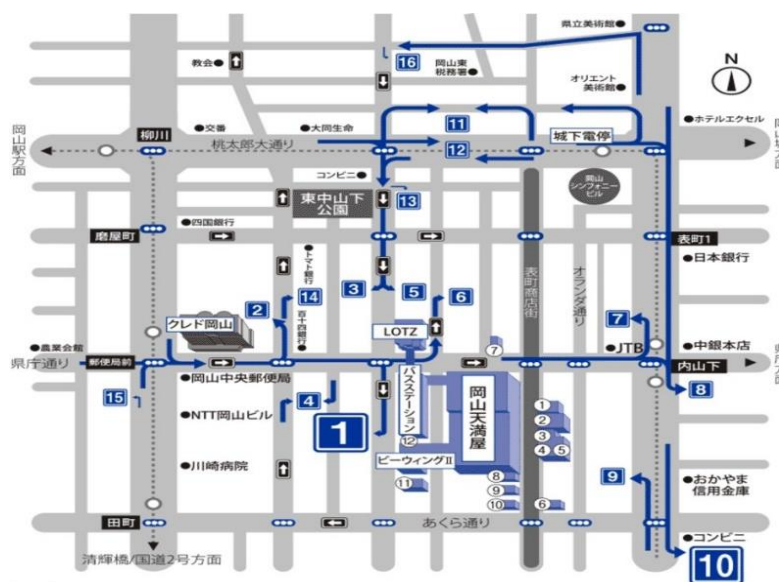 県立美術館●
教会●
16
岡山東
税務署●
オリエント
美術館●
N
●ホテルエクセル
岡山駅方面
柳川
●交番
●大同生命
桃太郎大通り
11
12
城下電停
コンビニ●
東中山下
公園
13
岡山
シンフォニー
ビル
磨屋町
●四国銀行
表町1
●日本銀行
●トマト銀行
3
5
6
表町商店街
オランダ通り
クレド岡山
2
14
百十四銀行●
LOTZ
7
⑦
●JTB
●中銀本店
●農業会館
県庁通り
郵便局前
内山下
8
●岡山中央郵便局
15
4
●NTT岡山ビル
1
バスステーション
⑫
岡山天満屋
①
②
③
④
⑤
ビーウィングⅡ
●川崎病院
⑪
⑧
⑨
⑩
⑥
9
●おかやま
信用金庫
田町
あくら通り
●コンビニ
10
清輝橋/国道2号方面